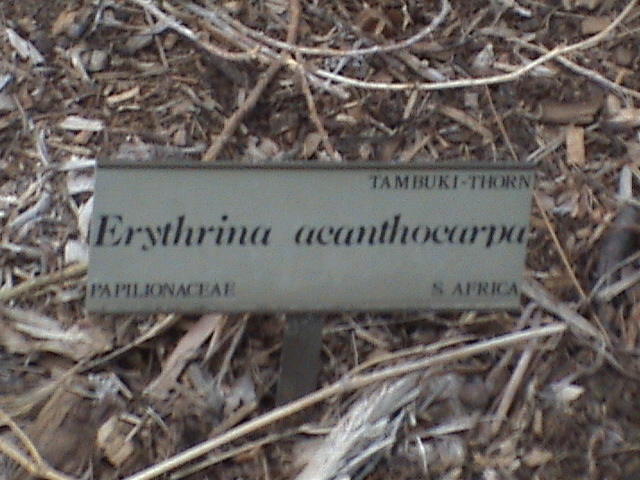 TAMBUKI-THORN
Erythrina acanthocarpa
PAPILIONACEAE S. AFRICA